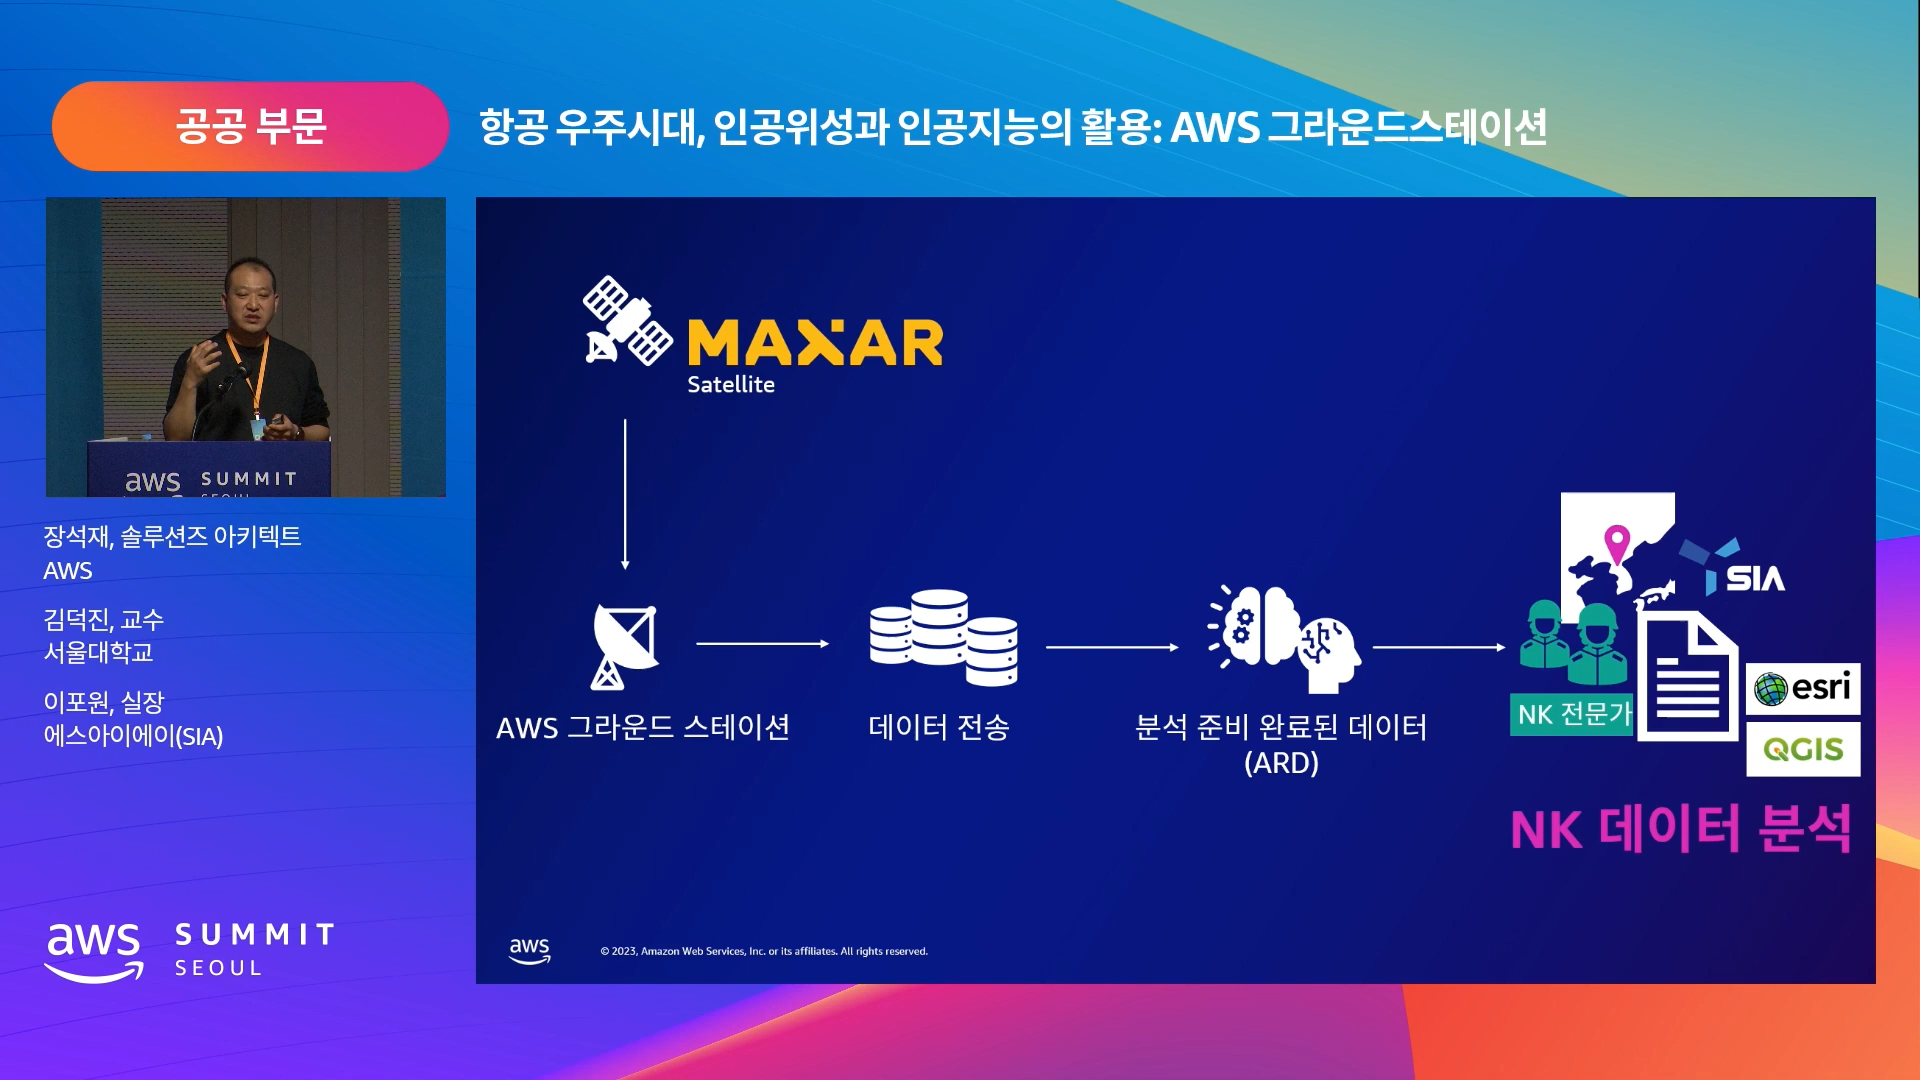 공공 부문
항공 우주시대, 인공위성과 인공지능의 활용: AWS 그라운드스테이션
aws SUMMIT
장석재, 솔루션즈 아키텍트
AWS
김덕진, 교수
서울대학교
이포원, 실장
에스아이에이(SIA)
aws SUMMIT
SEOUL
MAXAR
Satellite
AWS 그라운드 스테이션
데이터 전송
분석 준비 완료된 데이터
(ARD)
SIA
NK 전문가
esri
QGIS
NK 데이터 분석
aws
© 2023, Amazon Web Services, Inc. or its affiliates. All rights reserved.